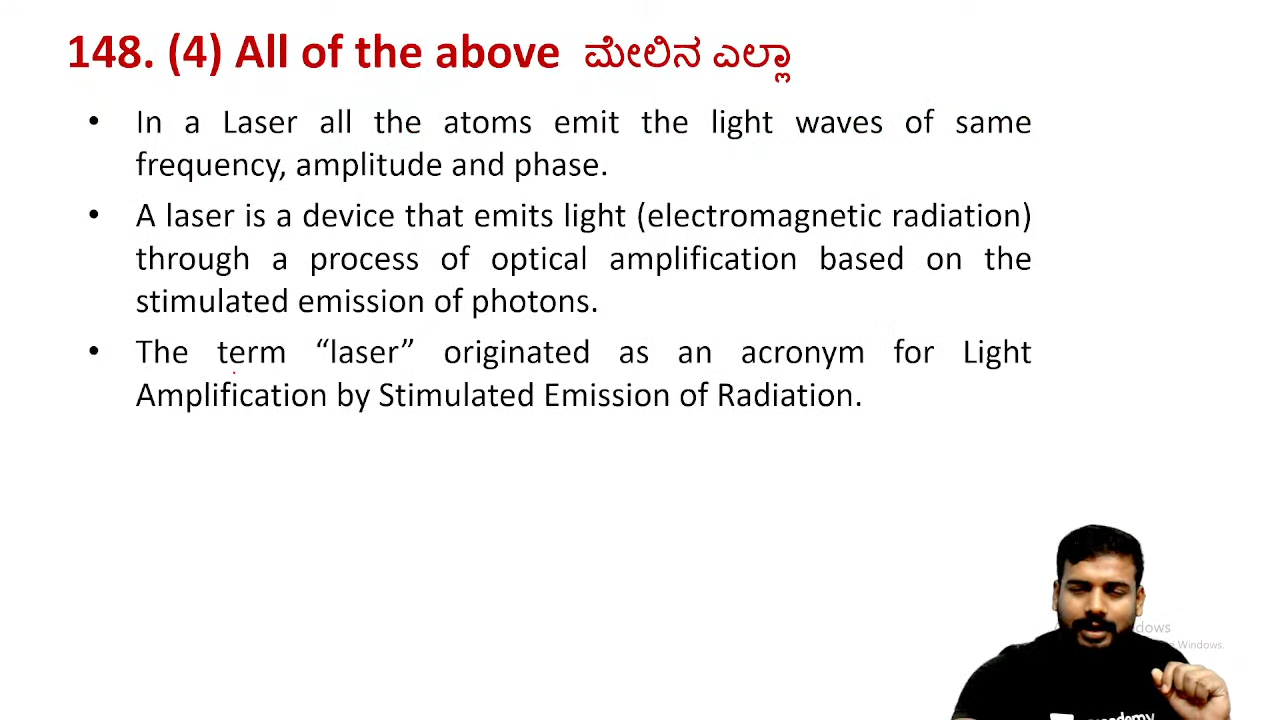 148. (4) All of the above ಮೇಲಿನ ಎಲ್ಲಾ
• In a Laser all the atoms emit the light waves of same
frequency, amplitude and phase.
• A laser is a device that emits light (electromagnetic radiation)
through a process of optical amplification based on the
stimulated emission of photons.
• The term “laser” originated as an acronym for Light
Amplification by Stimulated Emission of Radiation.
Windows.